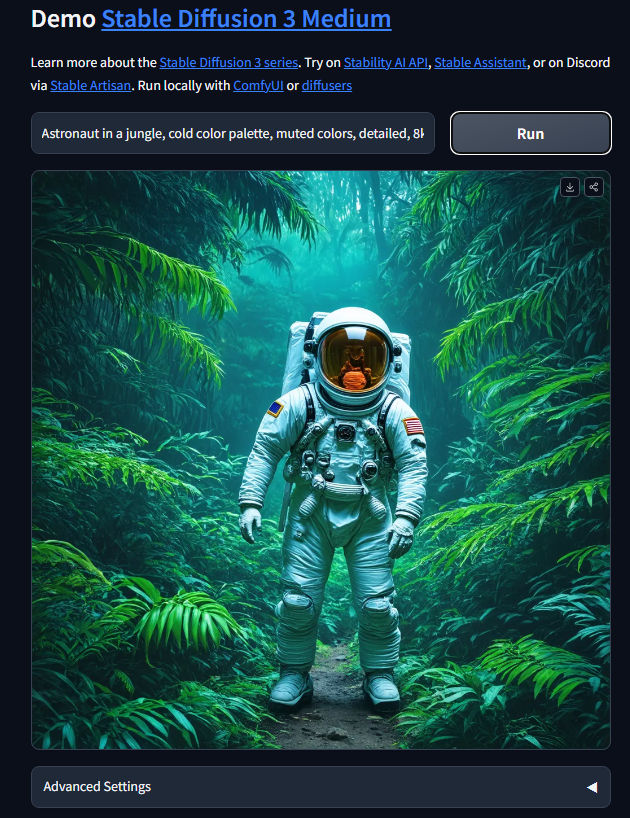 Demo Stable Diffusion 3 Medium
Learn more about the Stable Diffusion 3 series. Try on Stability AI API, Stable Assistant, or on Discord
via Stable Artisan. Run locally with ComfyUI or diffusers
Astronaut in a jungle, cold color palette, muted colors, detailed, 8k
Run
Advanced Settings